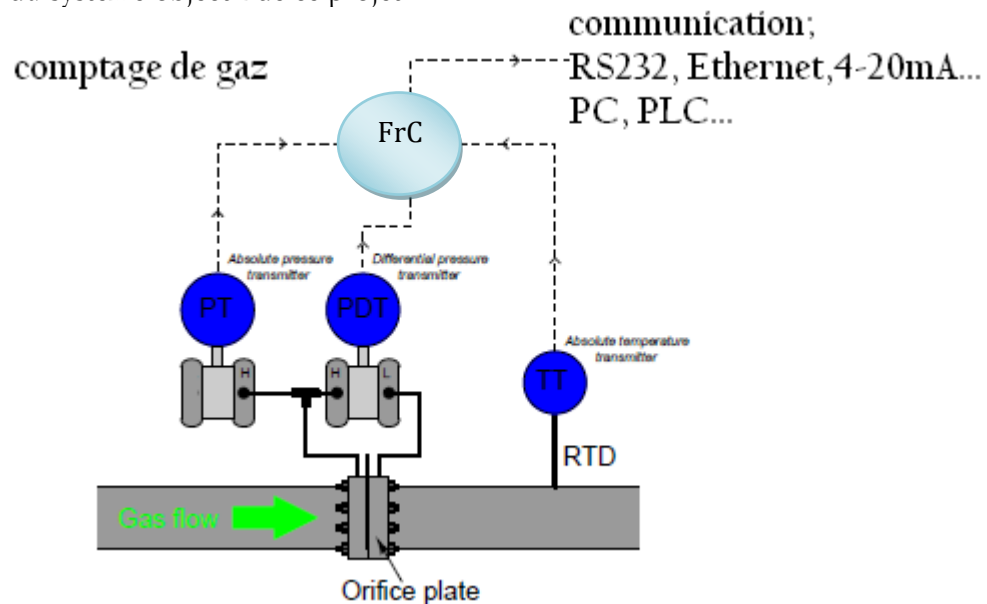 communication;
comptage de gaz
RS232, Ethernet,4-20mA...
PC, PLC...
FrC
Absolute pressure
transmitter
Differential pressure
transmitter
PT
PDT
Absolute temperature
transmitter
TT
H
H
L
RTD
Gas flow
Orifice plate